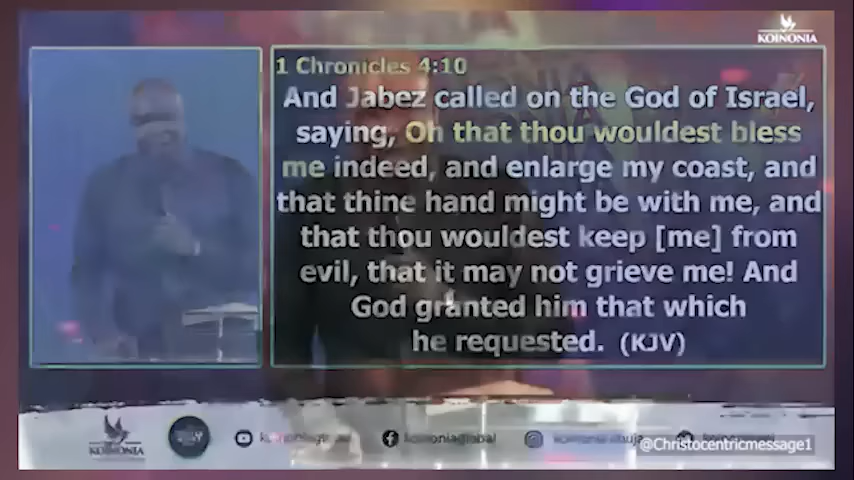 KOINONIA
1 Chronicles 4:10
And Jabez called on the God of Israel,
saying, Oh that thou wouldest bless
me indeed, and enlarge my coast, and
that thine hand might be with me, and
that thou wouldest keep [me] from
evil, that it may not grieve me! And
God granted him that which
he requested. (KJV)
KOINONIA
koinoniaglobal
@Christocentricmessage1